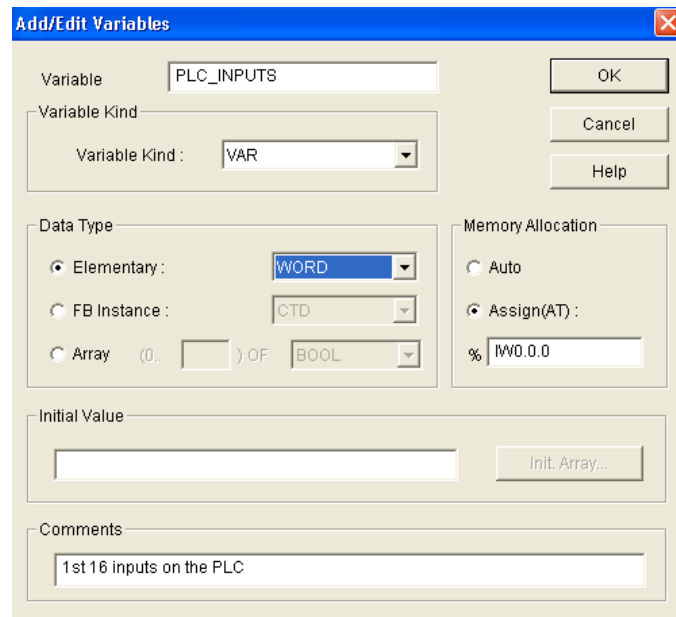 Add/Edit Variables
Variable PLC_INPUTS OK
Variable Kind
Cancel
Variable Kind : VAR
Help
Data Type Memory Allocation
Elementary : WORD Auto
FB Instance : CTD Assign(AT) :
Array (0.. ) OF BOOL % IW0.0.0
Initial Value
Init. Array...
Comments
1st 16 inputs on the PLC